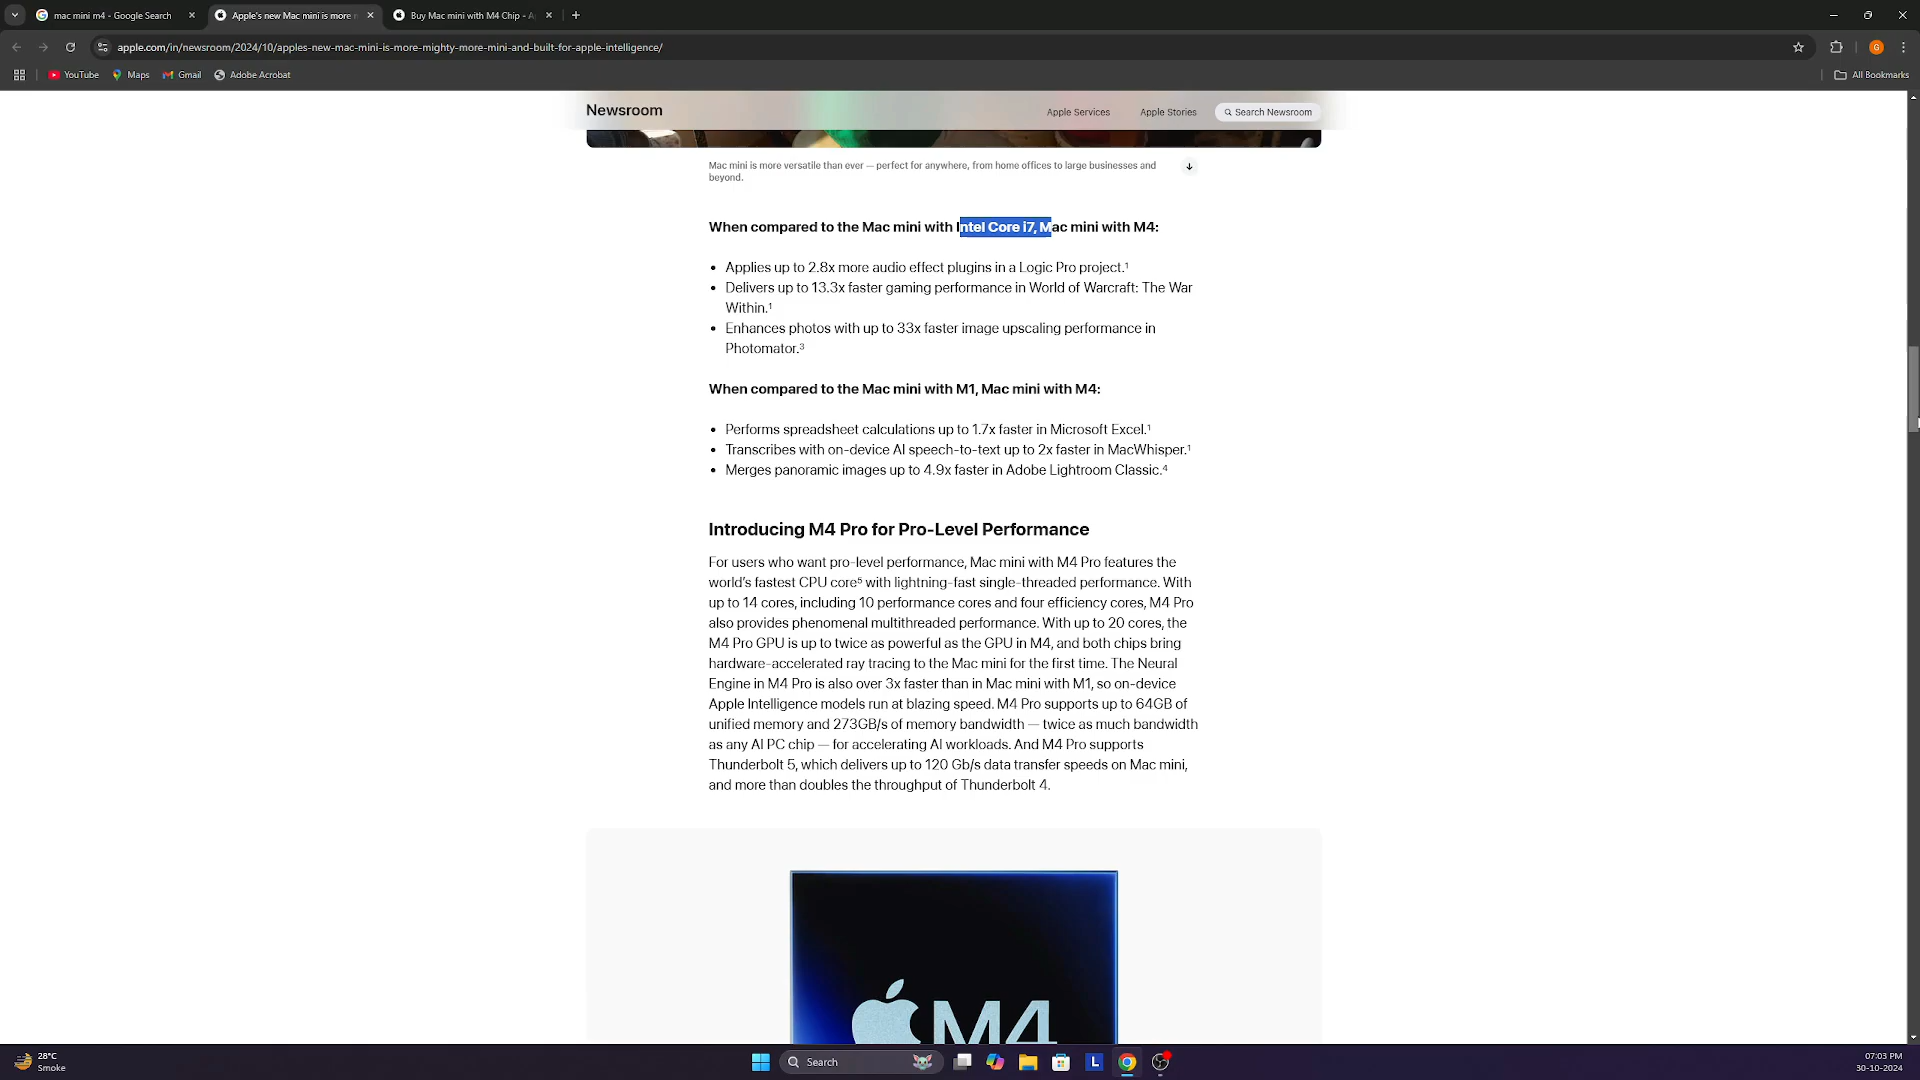 mac mini m4 - Google Search
Apple's new Mac mini is more
Buy Mac mini with M4 Chip -
apple.com/in/newsroom/2024/10/apples-new-mac-mini-is-more-mighty-more-mini-and-built-for-apple-intelligence/
G
YouTube
Maps
Gmail
Adobe Acrobat
All Bookmarks
Newsroom
Apple Services
Apple Stories
Search Newsroom
Mac mini is more versatile than ever — perfect for anywhere, from home offices to large businesses and
beyond.
When compared to the Mac mini with Intel Core i7, Mac mini with M4:
• Applies up to 2.8x more audio effect plugins in a Logic Pro project.¹
• Delivers up to 13.3x faster gaming performance in World of Warcraft: The War
Within.¹
• Enhances photos with up to 33x faster image upscaling performance in
Photomator.³
When compared to the Mac mini with M1, Mac mini with M4:
• Performs spreadsheet calculations up to 1.7x faster in Microsoft Excel.¹
• Transcribes with on-device AI speech-to-text up to 2x faster in MacWhisper.¹
• Merges panoramic images up to 4.9x faster in Adobe Lightroom Classic.⁴
Introducing M4 Pro for Pro-Level Performance
For users who want pro-level performance, Mac mini with M4 Pro features the
world's fastest CPU core⁵ with lightning-fast single-threaded performance. With
up to 14 cores, including 10 performance cores and four efficiency cores, M4 Pro
also provides phenomenal multithreaded performance. With up to 20 cores, the
M4 Pro GPU is up to twice as powerful as the GPU in M4, and both chips bring
hardware-accelerated ray tracing to the Mac mini for the first time. The Neural
Engine in M4 Pro is also over 3x faster than in Mac mini with M1, so on-device
Apple Intelligence models run at blazing speed. M4 Pro supports up to 64GB of
unified memory and 273GB/s of memory bandwidth — twice as much bandwidth
as any AI PC chip — for accelerating AI workloads. And M4 Pro supports
Thunderbolt 5, which delivers up to 120 Gb/s data transfer speeds on Mac mini,
and more than doubles the throughput of Thunderbolt 4.
M4
28°C
Smoke
Search
L
07:03 PM
30-10-2024